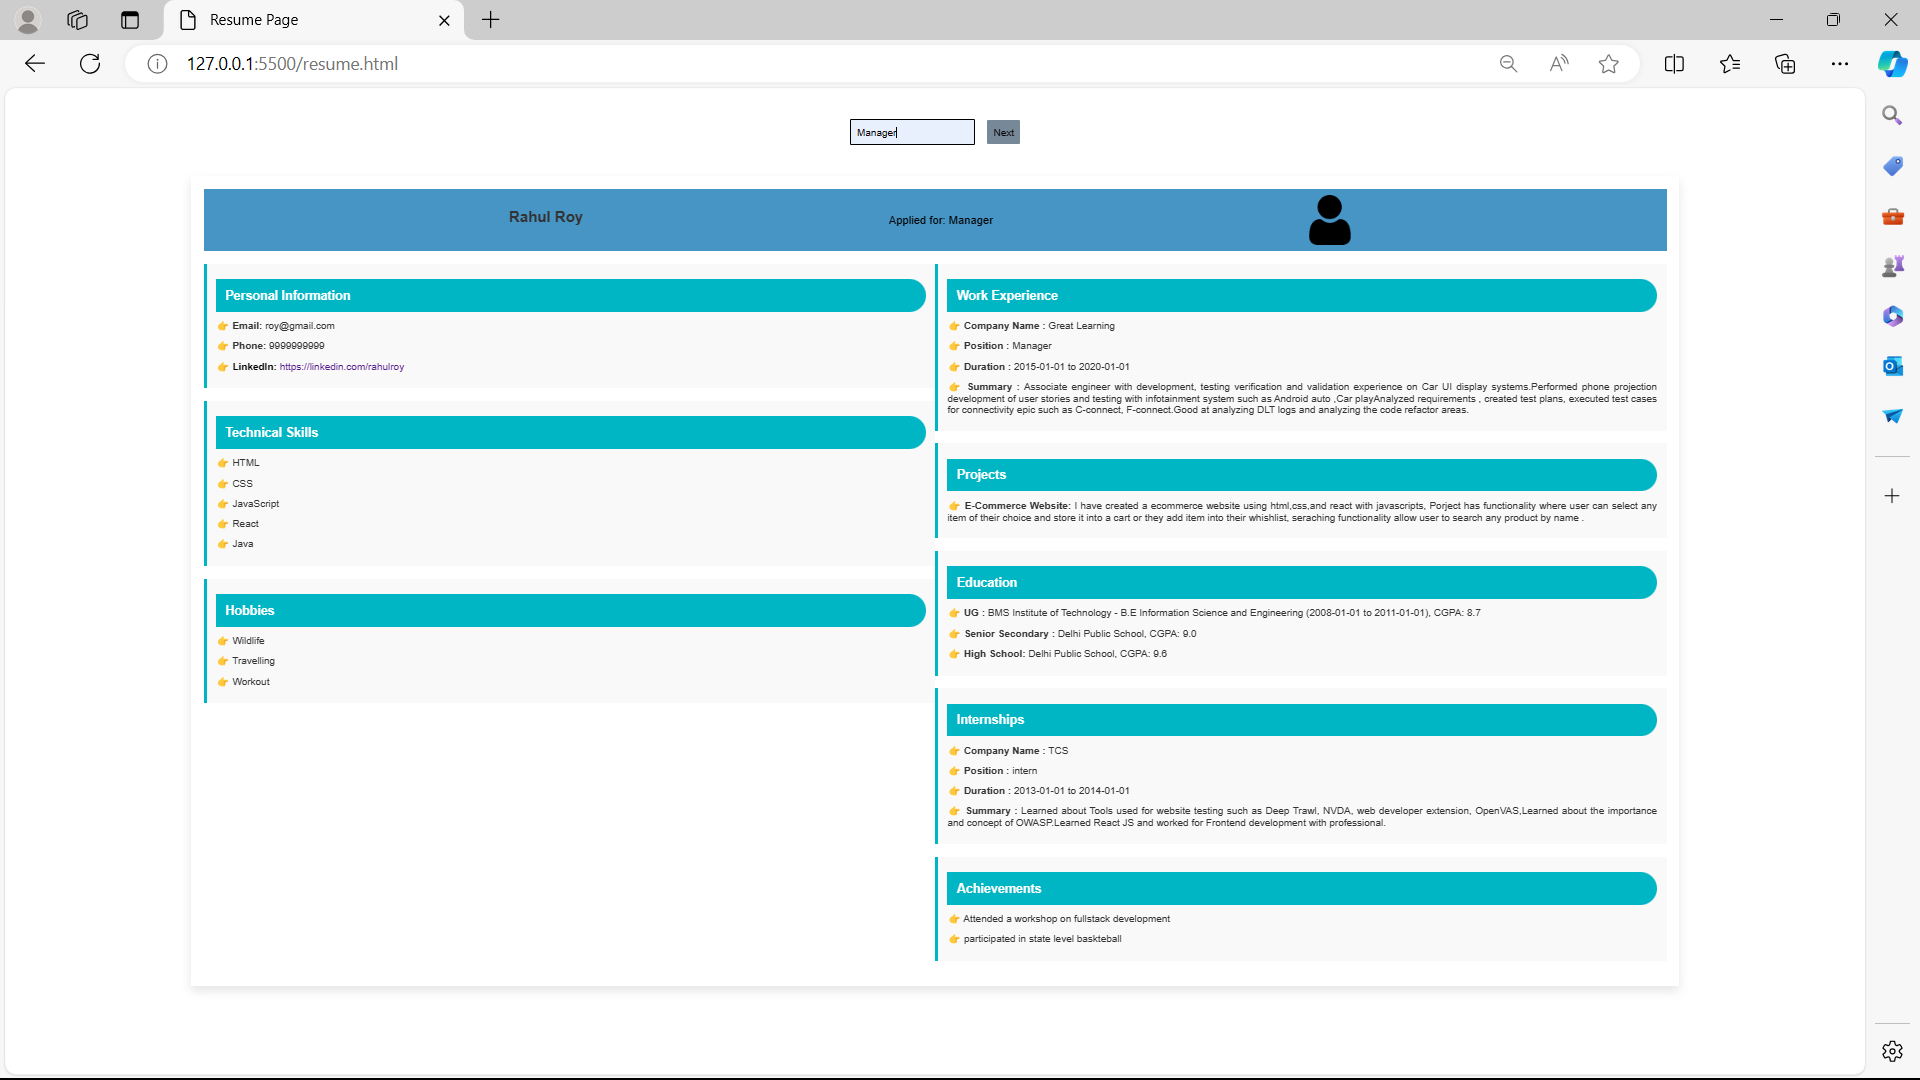 Resume Page
127.0.0.1:5500/resume.html
Manager
Next
Rahul Roy
Applied for: Manager
Personal Information
👉 Email: roy@gmail.com
👉 Phone: 9999999999
👉 LinkedIn: https://linkedin.com/rahulroy
Technical Skills
👉 HTML
👉 CSS
👉 JavaScript
👉 React
👉 Java
Hobbies
👉 Wildlife
👉 Travelling
👉 Workout
Work Experience
👉 Company Name : Great Learning
👉 Position : Manager
👉 Duration : 2015-01-01 to 2020-01-01
👉 Summary : Associate engineer with development, testing verification and validation experience on Car UI display systems.Performed phone projection
development of user stories and testing with infotainment system such as Android auto ,Car playAnalyzed requirements , created test plans, executed test cases
for connectivity epic such as C-connect, F-connect.Good at analyzing DLT logs and analyzing the code refactor areas.
Projects
👉 E-Commerce Website: I have created a ecommerce website using html,css,and react with javascripts, Porject has functionality where user can select any
item of their choice and store it into a cart or they add item into their whishlist, seraching functionality allow user to search any product by name .
Education
👉 UG : BMS Institute of Technology - B.E Information Science and Engineering (2008-01-01 to 2011-01-01), CGPA: 8.7
👉 Senior Secondary : Delhi Public School, CGPA: 9.0
👉 High School: Delhi Public School, CGPA: 9.6
Internships
👉 Company Name : TCS
👉 Position : intern
👉 Duration : 2013-01-01 to 2014-01-01
👉 Summary : Learned about Tools used for website testing such as Deep Trawl, NVDA, web developer extension, OpenVAS,Learned about the importance
and concept of OWASP.Learned React JS and worked for Frontend development with professional.
Achievements
👉 Attended a workshop on fullstack development
👉 participated in state level baskteball